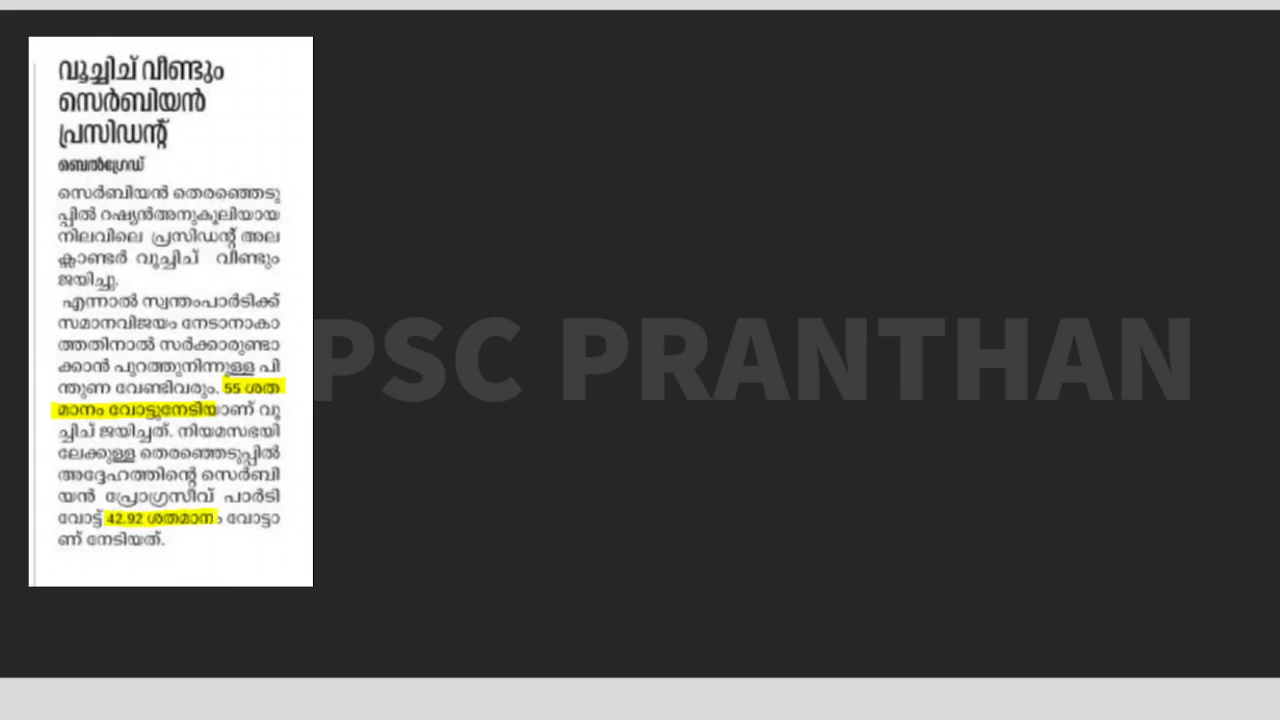 വൂച്ചിച് വീണ്ടും
സെർബിയൻ
പ്രസിഡന്റ്
ബെൽഗ്രേഡ്
സെർബിയൻ തെരഞ്ഞെടു
പ്പിൽ റഷ്യൻഅനുകൂലിയായ
നിലവിലെ പ്രസിഡന്റ് അല
ക്സാണ്ടർ വൂച്ചിച് വീണ്ടും
ജയിച്ചു.
എന്നാൽ സ്വന്തംപാർടിക്ക്
സമാനവിജയം നേടാനാകാ
ത്തതിനാൽ സർക്കാരുണ്ടാ
ക്കാൻ പുറത്തുനിന്നുള്ള പി
ന്തുണ വേണ്ടിവരും. 55 ശത
മാനം വോട്ടുനേടിയാണ് വൂ
ച്ചിച് ജയിച്ചത്. നിയമസഭയി
ലേക്കുള്ള തെരഞ്ഞെടുപ്പിൽ
അദ്ദേഹത്തിന്റെ സെർബി
യൻ പ്രോഗ്രസീവ് പാർടി
വോട്ട് 42.92 ശതമാനം വോട്ടാ
ണ് നേടിയത്.
PSC PRANTHAN